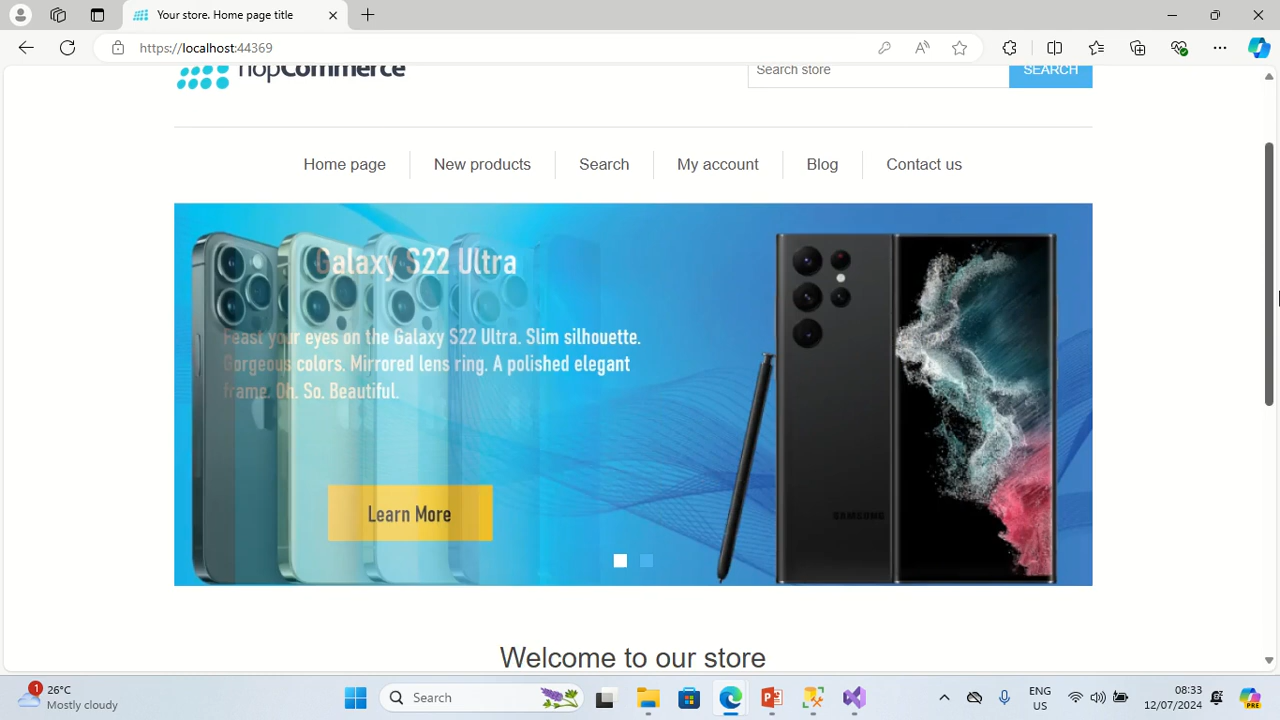 Your store. Home page title
https://localhost:44369
nopCommerce
Search store
SEARCH
Home page
New products
Search
My account
Blog
Contact us
Galaxy S22 Ultra
Feast your eyes on the Galaxy S22 Ultra. Slim silhouette.
Gorgeous colors. Mirrored lens ring. A polished elegant
frame. Oh. So. Beautiful.
Learn More
SAMSUNG
Welcome to our store
1
26°C
Mostly cloudy
Search
ENG
US
08:33
12/07/2024
PRE